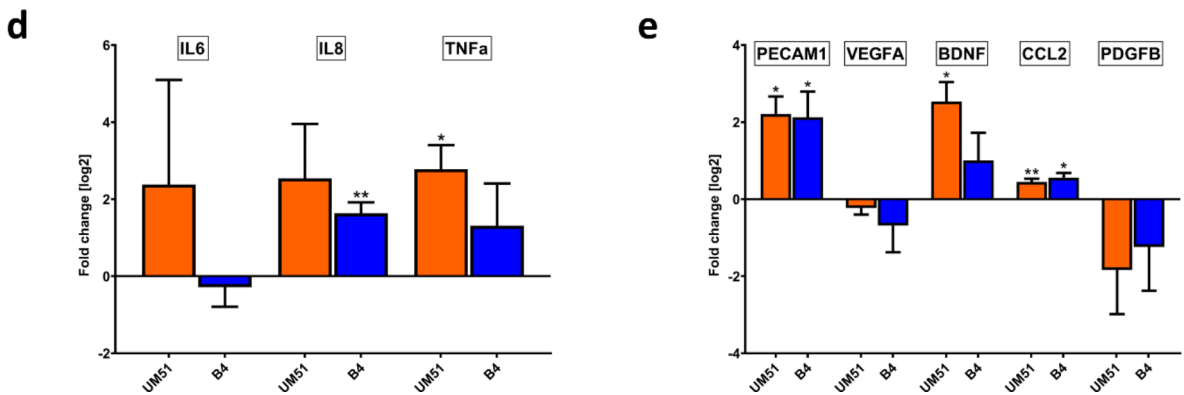 d
IL6 IL8 TNFa
Fold change [log2]
6
4
2
0
-2
* ** *
UM51 B4 UM51 B4 UM51 B4
e
PECAM1 VEGFA BDNF CCL2 PDGFB
Fold change [log2]
4
2
0
-2
-4
* * * ** *
UM51 B4 UM51 B4 UM51 B4 UM51 B4 UM51 B4